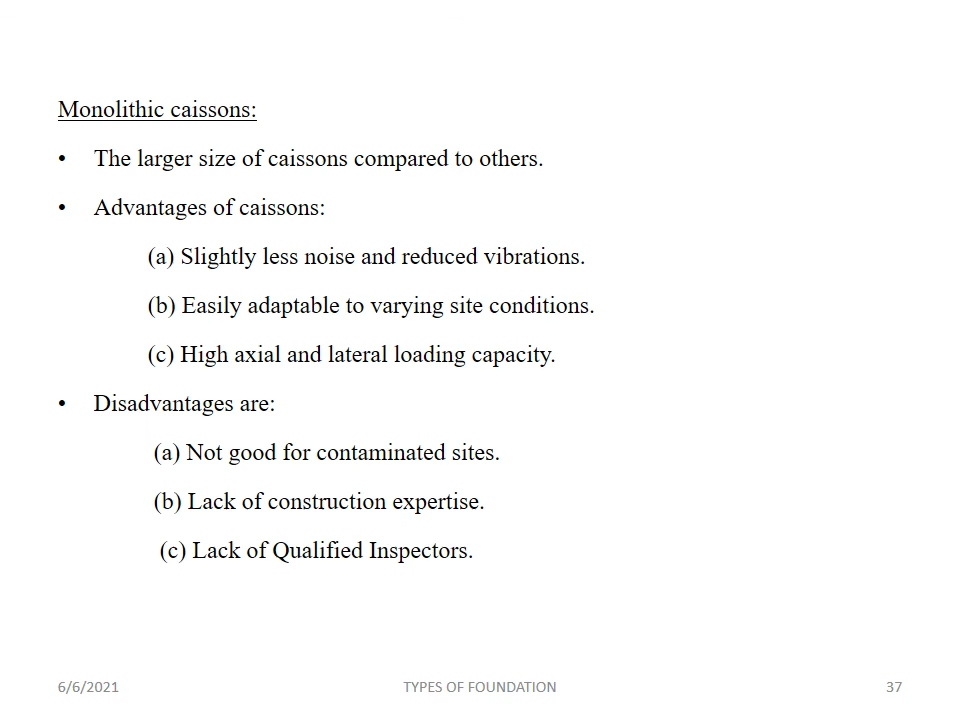 Monolithic caissons:
• The larger size of caissons compared to others.
• Advantages of caissons:
(a) Slightly less noise and reduced vibrations.
(b) Easily adaptable to varying site conditions.
(c) High axial and lateral loading capacity.
• Disadvantages are:
(a) Not good for contaminated sites.
(b) Lack of construction expertise.
(c) Lack of Qualified Inspectors.
6/6/2021 TYPES OF FOUNDATION 37